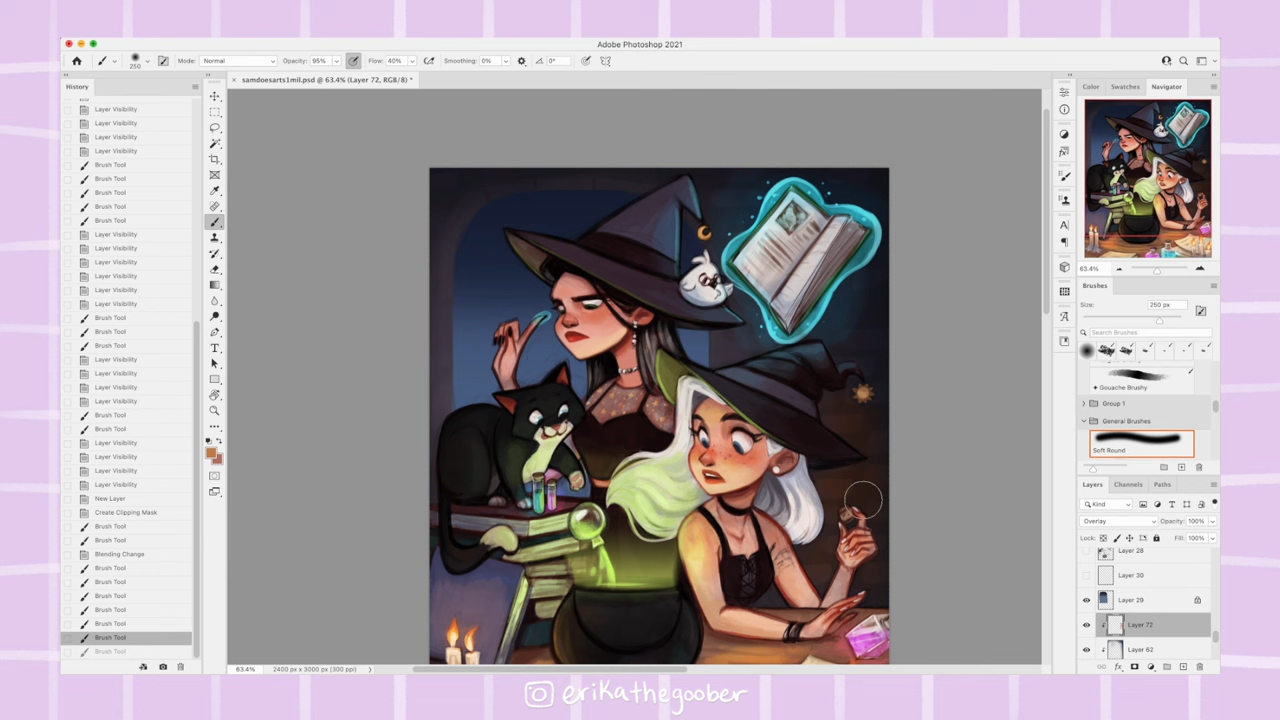 Adobe Photoshop 2021
250
Mode: Normal
Opacity: 95%
Flow: 40%
Smoothing: 0%
0°
History
× samdoesarts1mil.psd @ 63.4% (Layer 72, RGB/8) *
Color
Swatches
Navigator
Layer Visibility
Layer Visibility
Layer Visibility
Layer Visibility
Brush Tool
Brush Tool
Brush Tool
Brush Tool
Brush Tool
Layer Visibility
Layer Visibility
Layer Visibility
Layer Visibility
Layer Visibility
Layer Visibility
Brush Tool
Brush Tool
Brush Tool
Layer Visibility
Layer Visibility
Layer Visibility
Layer Visibility
Brush Tool
Brush Tool
Layer Visibility
Layer Visibility
Layer Visibility
Layer Visibility
New Layer
Create Clipping Mask
Brush Tool
Brush Tool
Blending Change
Brush Tool
Brush Tool
Brush Tool
Brush Tool
Brush Tool
Brush Tool
Brush Tool
63.4%
Brushes
Size:
250 px
Search Brushes
Gouache Brushy
Group 1
General Brushes
Soft Round
Layers
Channels
Paths
Kind
Overlay
Opacity: 100%
Lock:
Fill: 100%
Layer 28
Layer 30
Layer 29
Layer 72
Layer 62
63.4%
2400 px x 3000 px (300 ppi)
erikathegoober